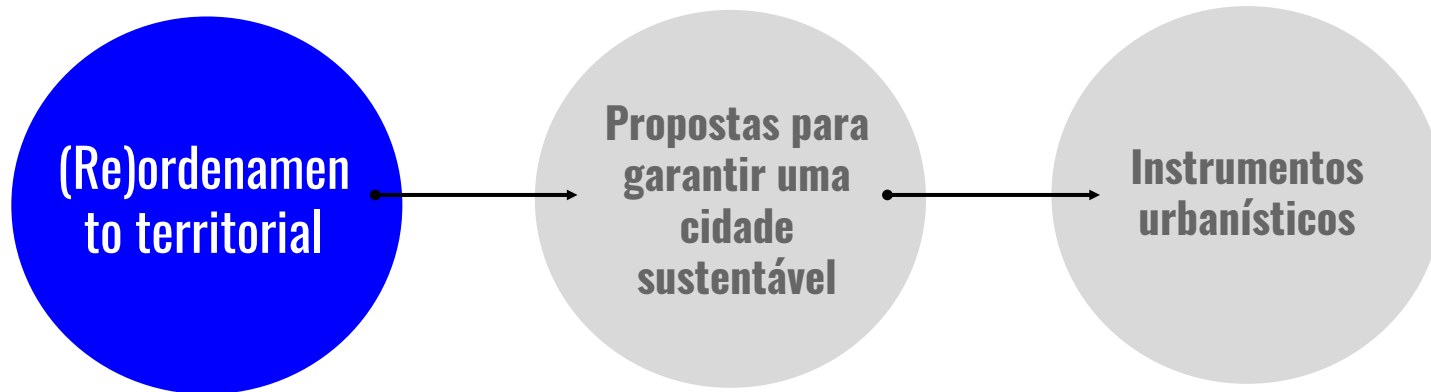 (Re)ordenamen
to territorial
Propostas para
garantir uma
cidade
sustentável
Instrumentos
urbanísticos